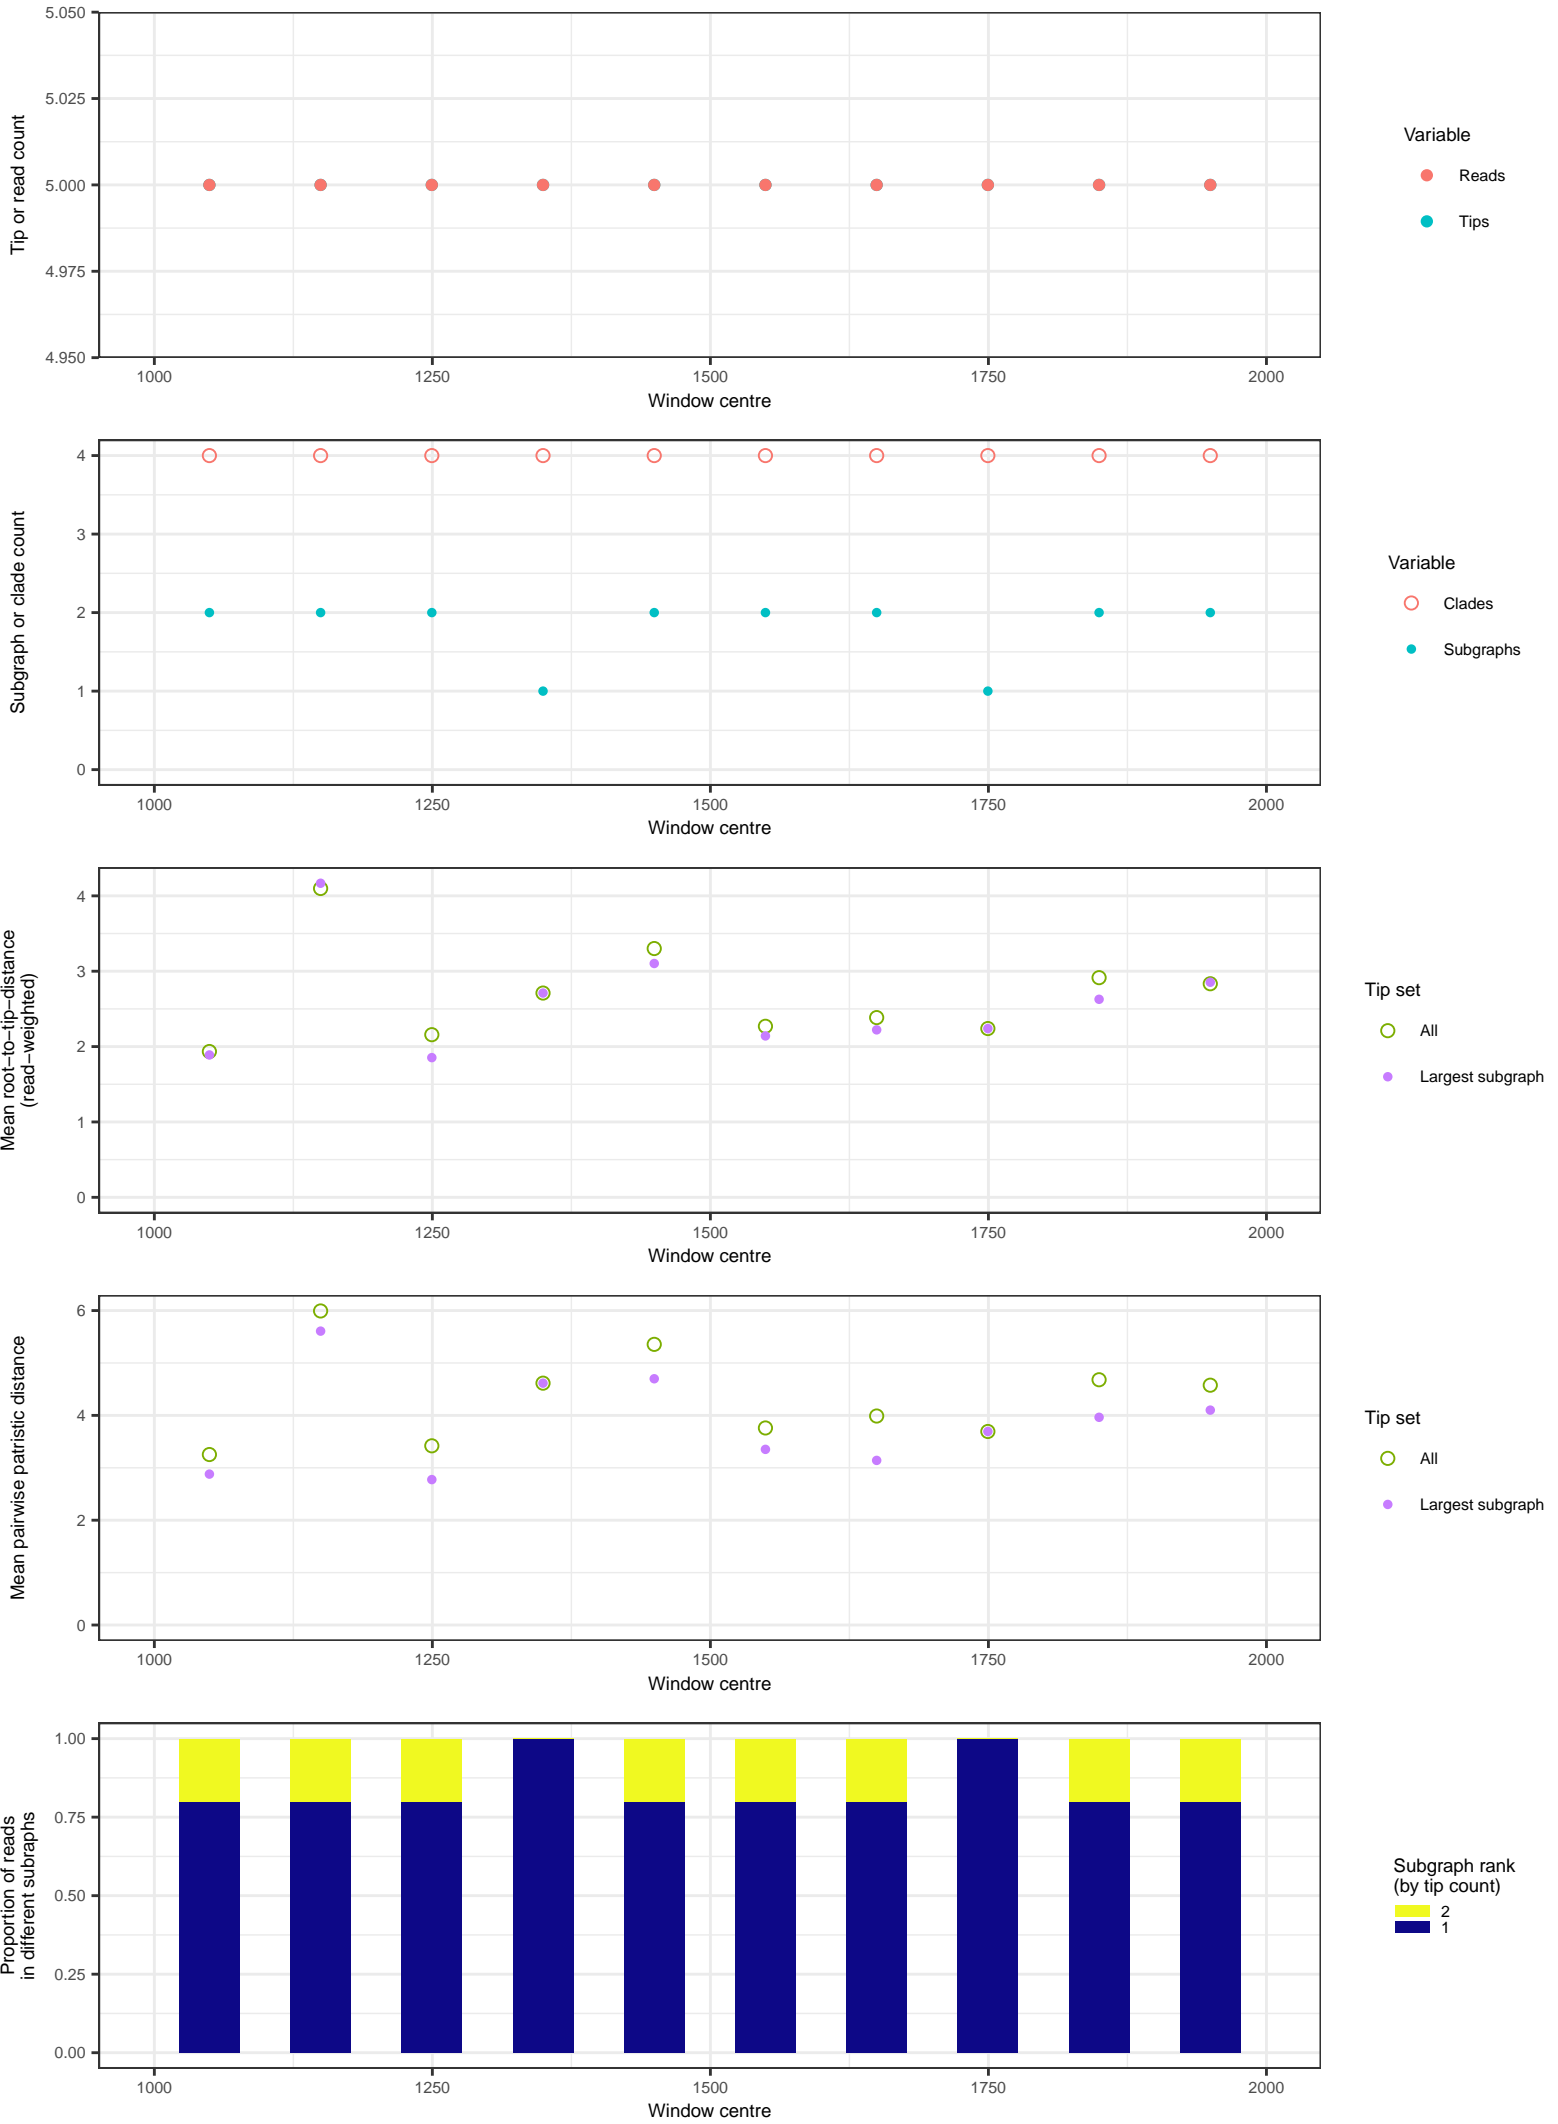 5.050
5.025
5.000
4.975
4.950
Tip or read count
1000 1250 1500 1750 2000
Window centre
Variable
Reads
Tips
4
3
2
1
0
Subgraph or clade count
1000 1250 1500 1750 2000
Window centre
Variable
Clades
Subgraphs
4
3
2
1
0
Mean root−to−tip−distance
(read−weighted)
1000 1250 1500 1750 2000
Window centre
Tip set
All
Largest subgraph
6
4
2
0
Mean pairwise patristic distance
1000 1250 1500 1750 2000
Window centre
Tip set
All
Largest subgraph
1.00
0.75
0.50
0.25
0.00
Proportion of reads
in different subraphs
1000 1250 1500 1750 2000
Window centre
Subgraph rank
(by tip count)
2
1